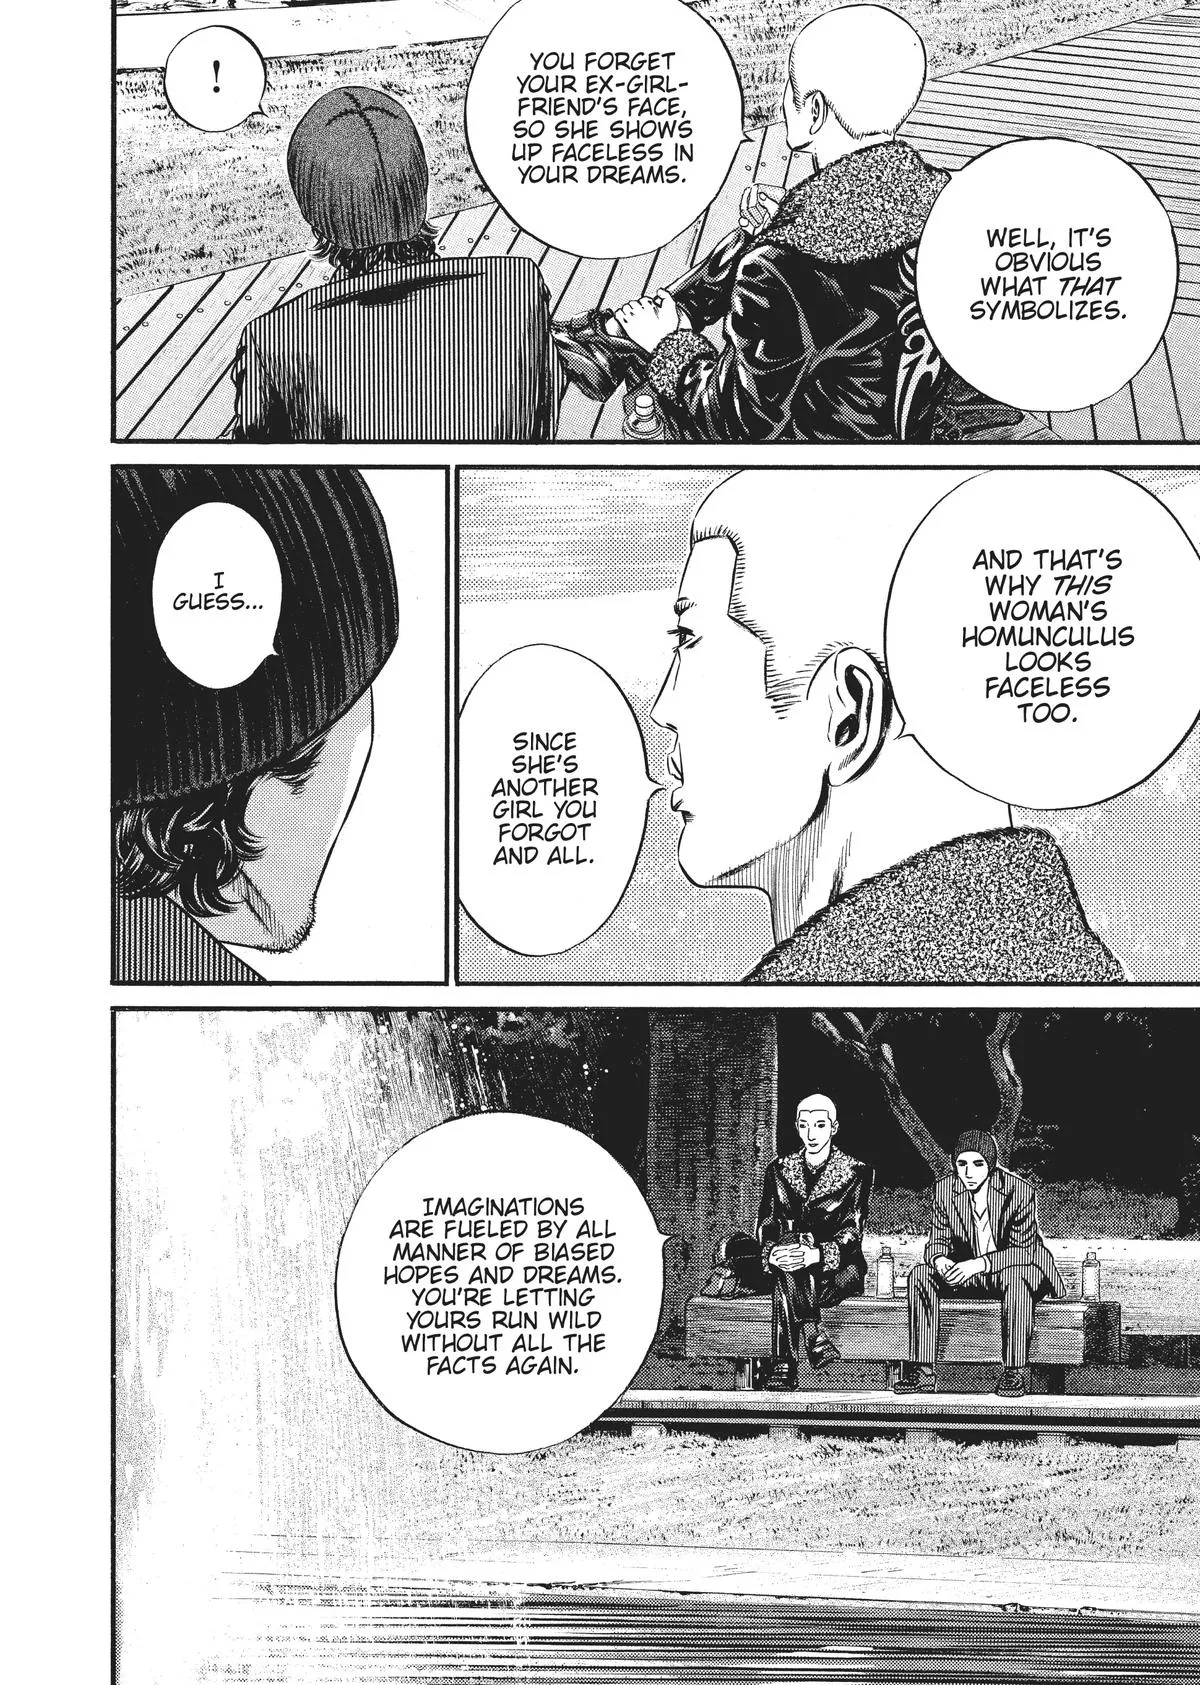 WELL, IT'S
OBVIOUS
WHAT THAT
SYMBOLIZES.
YOU FORGET
YOUR EX-GIRL-
FRIEND'S FACE,
SO SHE SHOWS
UP FACELESS IN
YOUR DREAMS.
!
AND THAT'S
WHY THIS
WOMAN'S
HOMUNCULUS
LOOKS
FACELESS
TOO.
SINCE
SHE'S
ANOTHER
GIRL YOU
FORGOT
AND ALL.
I
GUESS...
IMAGINATIONS
ARE FUELED BY ALL
MANNER OF BIASED
HOPES AND DREAMS.
YOU'RE LETTING
YOURS RUN WILD
WITHOUT ALL THE
FACTS AGAIN.